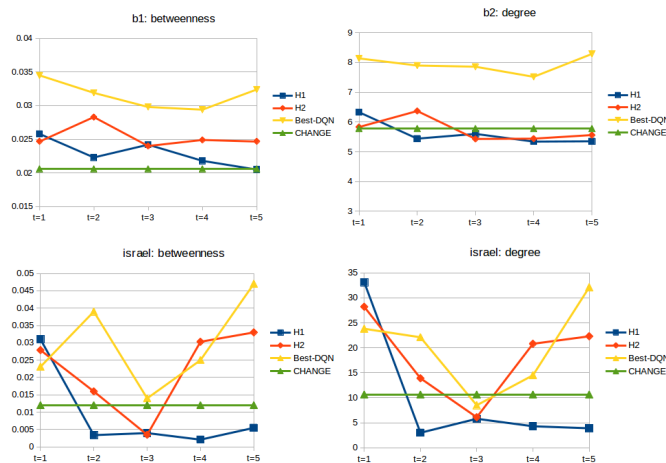 b1: betweenness
0.04
0.035
0.03
0.025
0.02
0.015
t=1 t=2 t=3 t=4 t=5
H1
H2
Best-DQN
CHANGE
b2: degree
9
8
7
6
5
4
3
t=1 t=2 t=3 t=4 t=5
H1
H2
Best-DQN
CHANGE
israel: betweenness
0.05
0.045
0.04
0.035
0.03
0.025
0.02
0.015
0.01
0.005
0
t=1 t=2 t=3 t=4 t=5
H1
H2
Best-DQN
CHANGE
israel: degree
35
30
25
20
15
10
5
0
t=1 t=2 t=3 t=4 t=5
H1
H2
Best-DQN
CHANGE